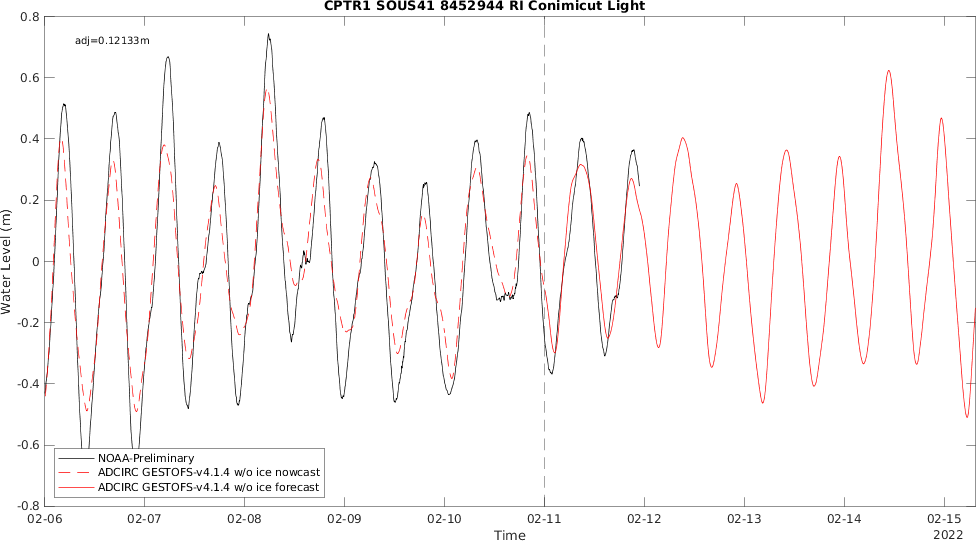 CPTR1 SOUS41 8452944 RI Conimicut Light
adj=0.12133m
0.8
0.6
0.4
0.2
0
-0.2
-0.4
-0.6
-0.8
Water Level (m)
NOAA-Preliminary
ADCIRC GESTOFS-v4.1.4 w/o ice nowcast
ADCIRC GESTOFS-v4.1.4 w/o ice forecast
02-06 02-07 02-08 02-09 02-10 02-11 02-12 02-13 02-14 02-15
Time
2022